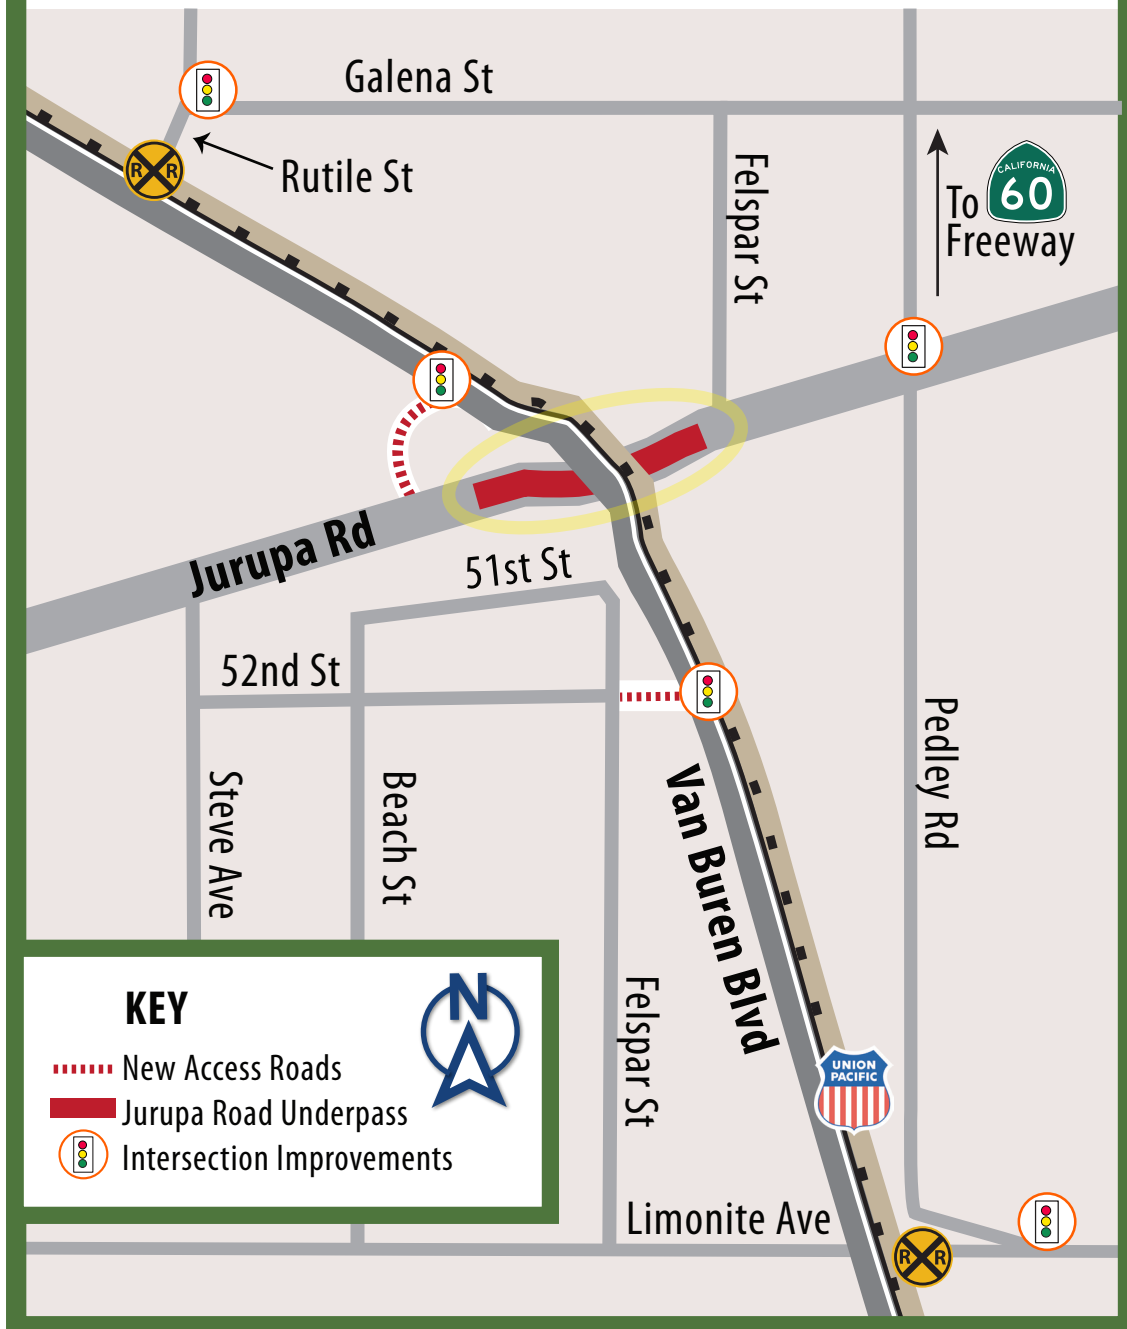 Galena St
Rutile St
Felspar St
CALIFORNIA
60
To
Freeway
R R
Jurupa Rd
51st St
52nd St
Steve Ave
Beach St
Van Buren Blvd
Pedley Rd
Felspar St
UNION
PACIFIC
Limonite Ave
R R
KEY
N
New Access Roads
Jurupa Road Underpass
Intersection Improvements